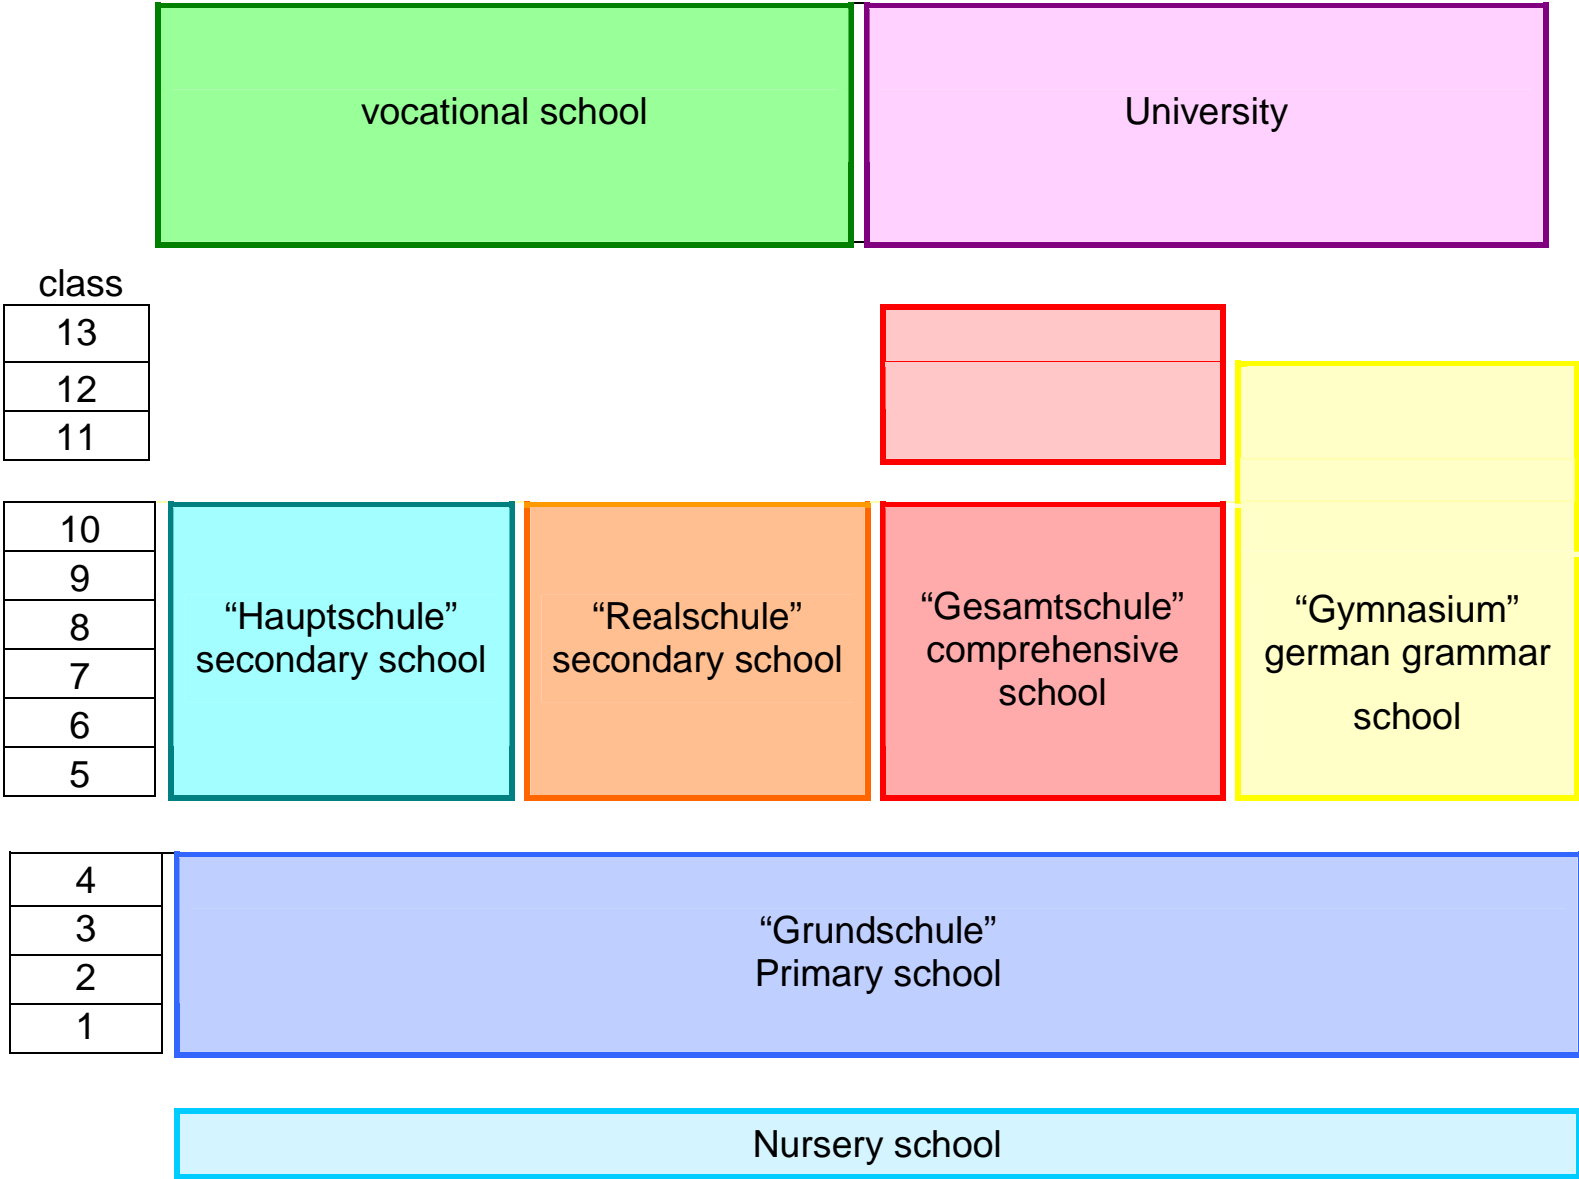 vocational school
University
class
13
12
11
10
9
8
7
6
5
“Hauptschule”
secondary school
“Realschule”
secondary school
“Gesamtschule”
comprehensive
school
“Gymnasium”
german grammar
school
4
3
2
1
“Grundschule”
Primary school
Nursery school